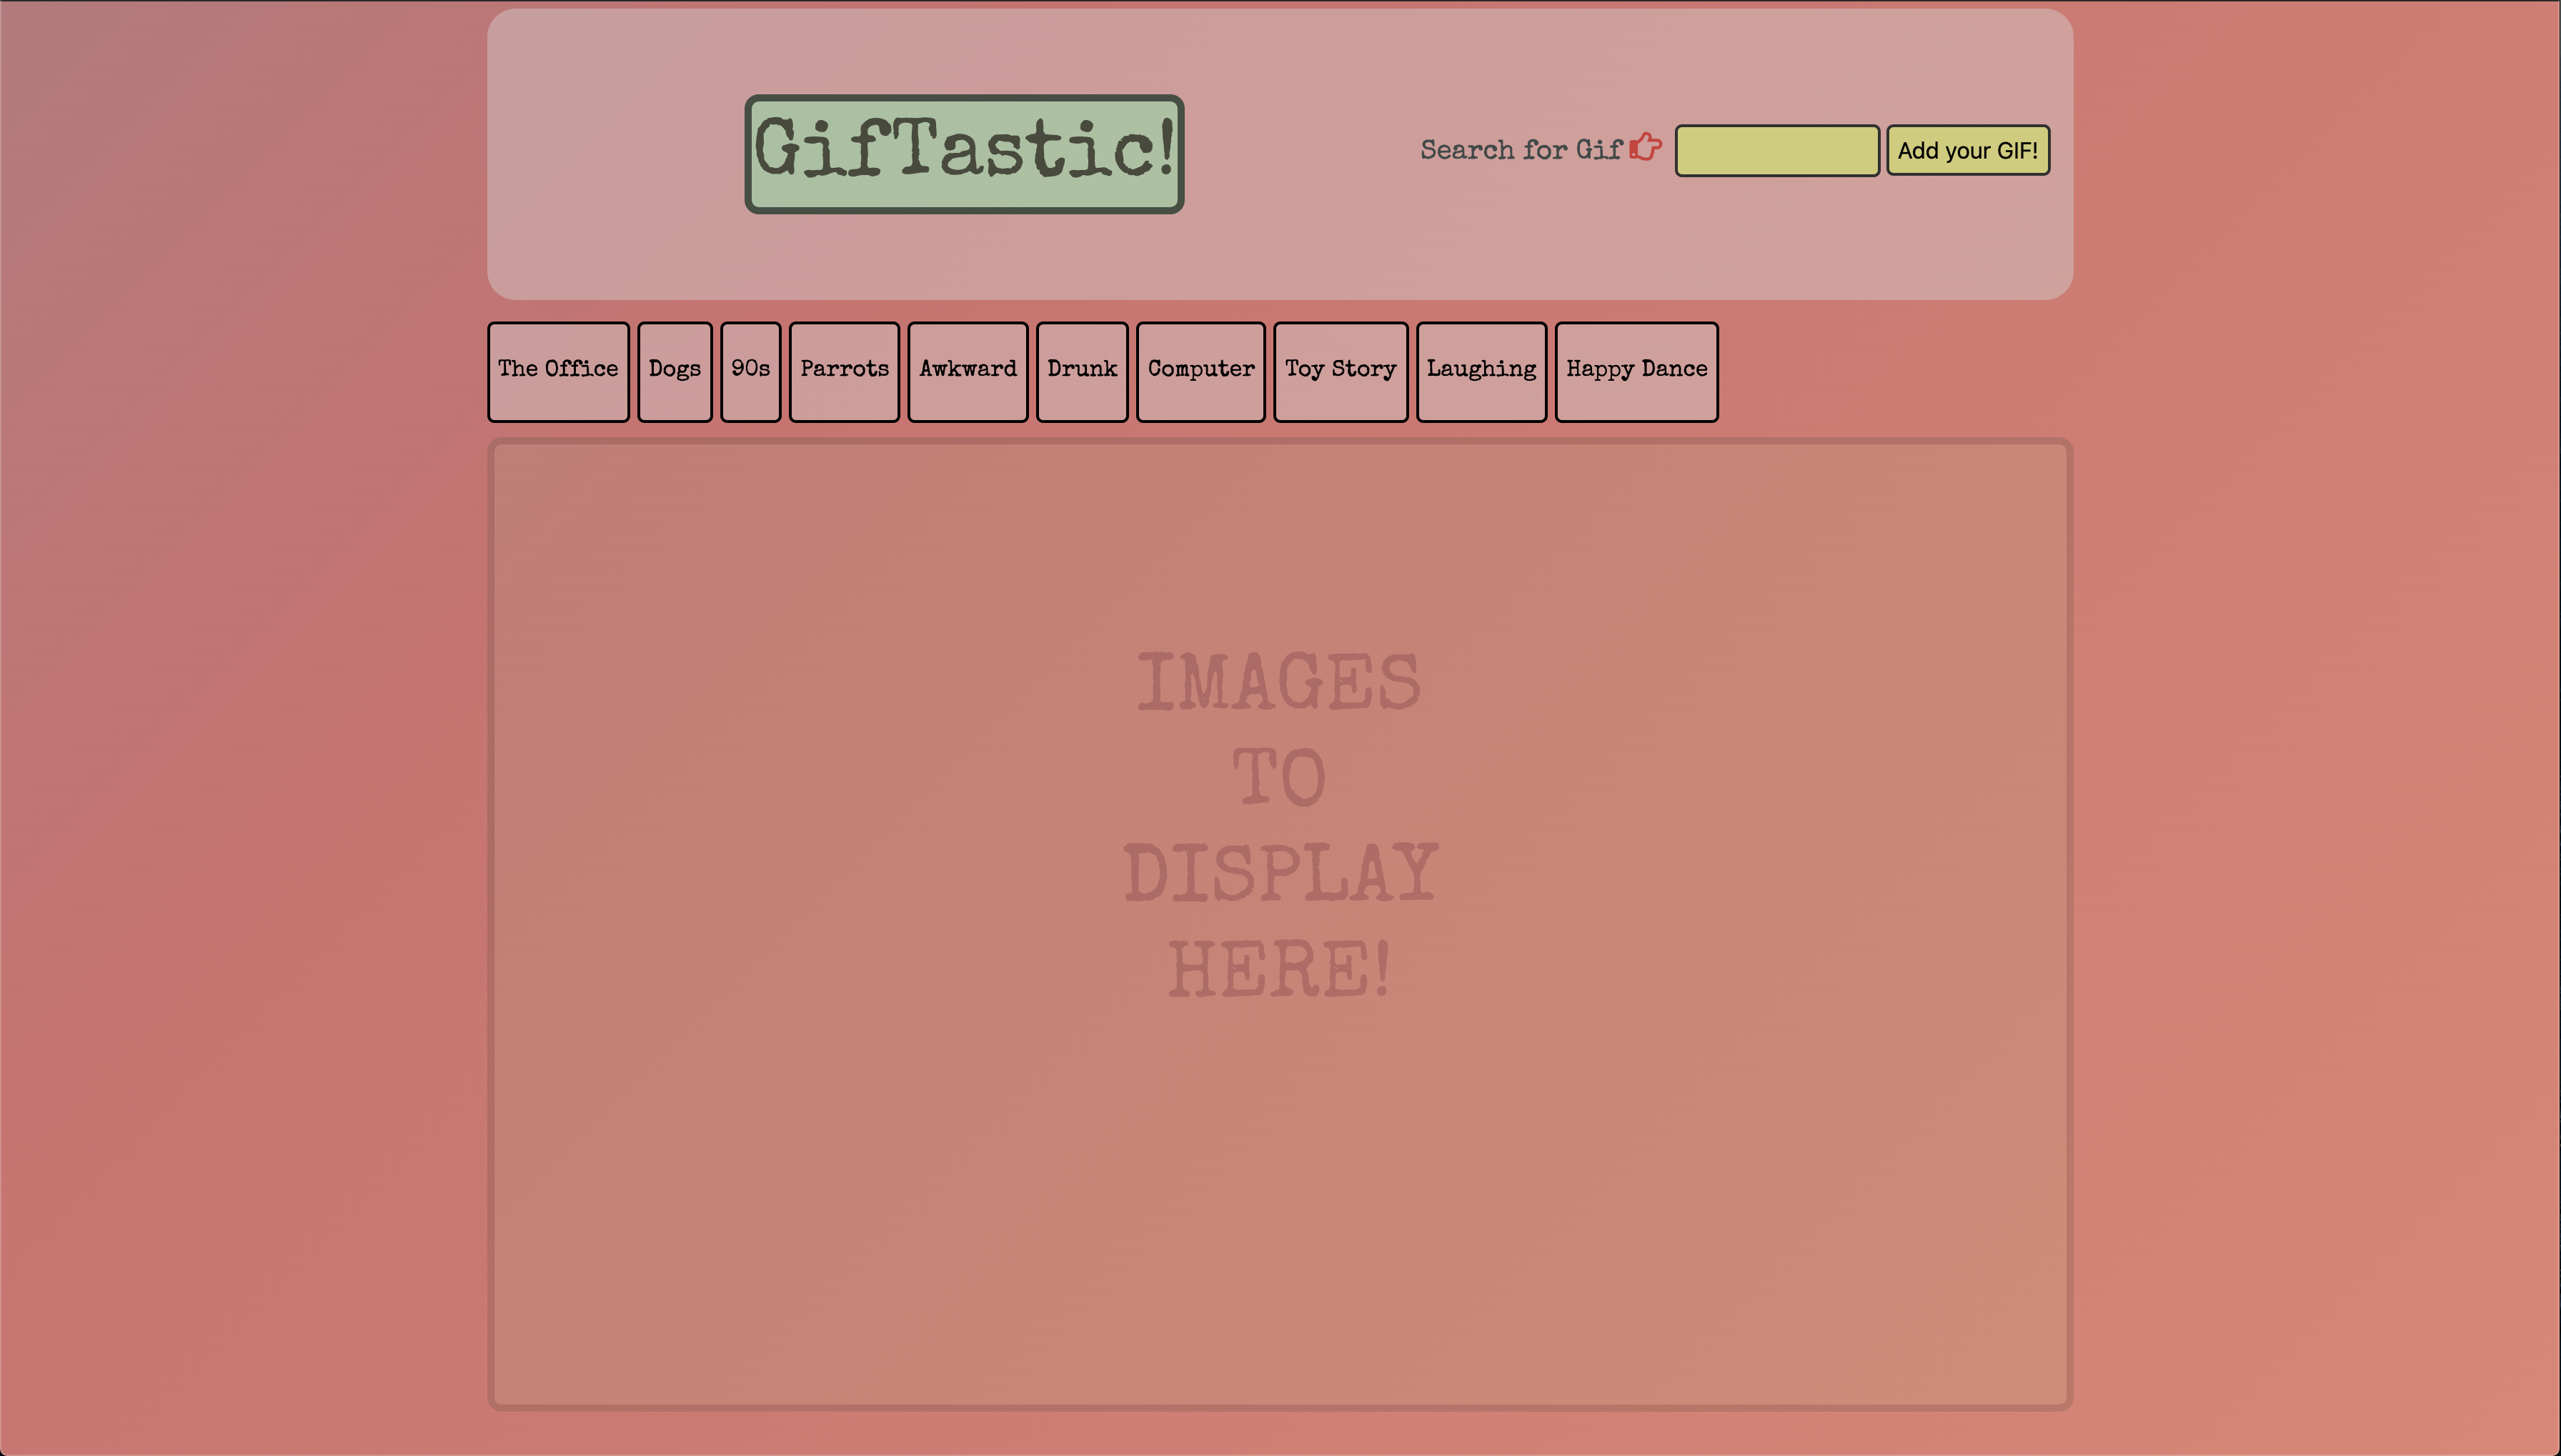 GifTastic!
Search for Gif
Add your GIF!
The Office
Dogs
90s
Parrots
Awkward
Drunk
Computer
Toy Story
Laughing
Happy Dance
IMAGES
TO
DISPLAY
HERE!